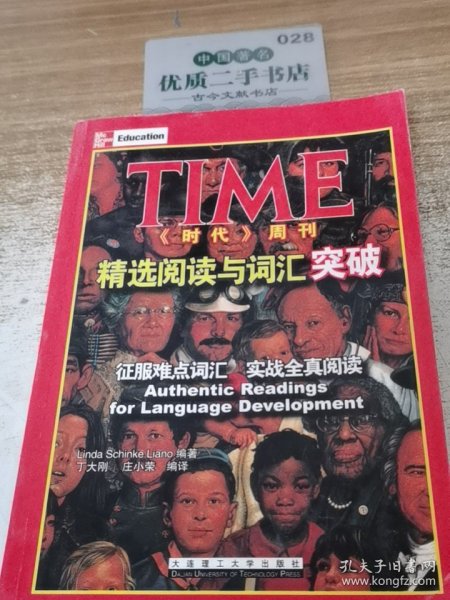 028
中国著名
优质二手书店
古今文献书店
Mc
Graw
Hill
Education
TIME
《时代》周刊
精选阅读与词汇突破
征服难点词汇 实战全真阅读
Authentic Readings
for Language Development
Linda Schinke Liano 编著
丁大刚 庄小荣 编译
大连理工大学出版社
DALIAN UNIVERSITY OF TECHNOLOGY PRESS
孔夫子旧书网
www.kongfz.com